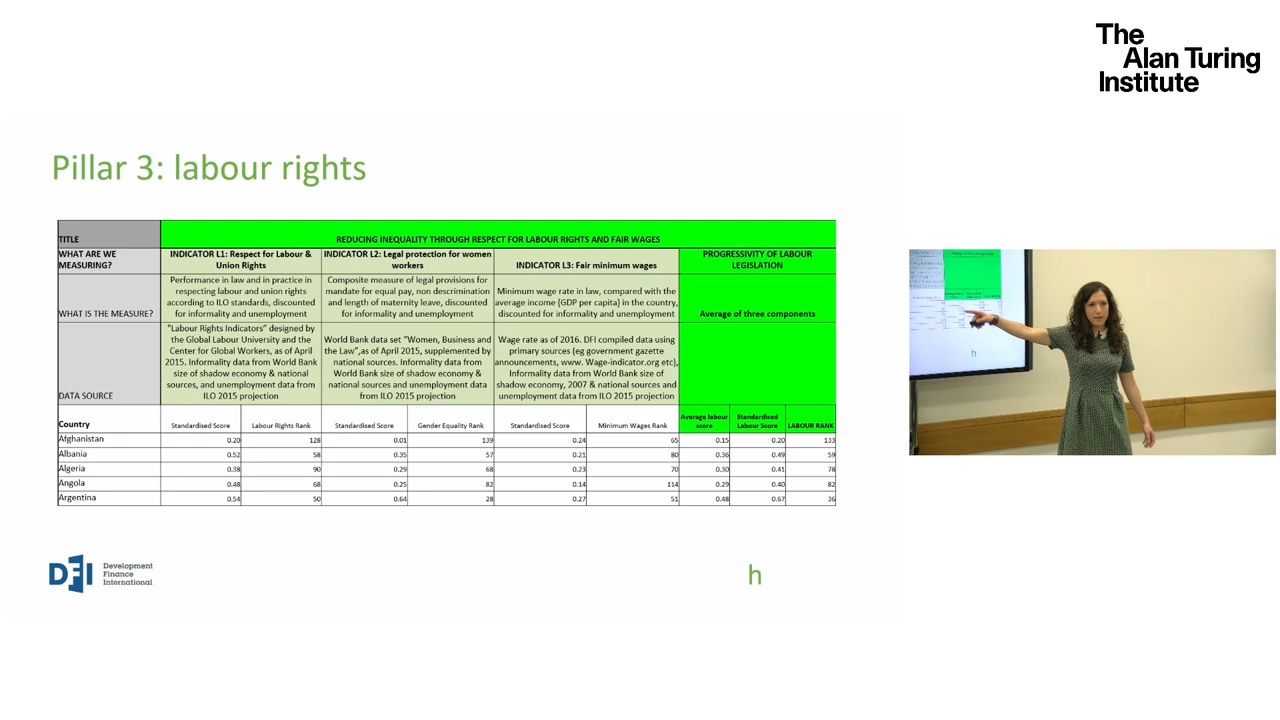 The
Alan Turing
Institute
Pillar 3: labour rights
TITLE
REDUCING INEQUALITY THROUGH RESPECT FOR LABOUR RIGHTS AND FAIR WAGES
WHAT ARE WE
MEASURING?
INDICATOR L1: Respect for Labour &
Union Rights
INDICATOR L2: Legal protection for women
workers
INDICATOR L3: Fair minimum wages
PROGRESSIVITY OF LABOUR
LEGISLATION
WHAT IS THE MEASURE?
Performance in law and in practice in
respecting labour and union rights
according to ILO standards, discounted
for informality and unemployment
Composite measure of legal provisions for
mandate for equal pay, non descrimination
and length of maternity leave, discounted
for informality and unemployment
Minimum wage rate in law, compared with the
average income (GDP per capita) in the country,
discounted for informality and unemployment
Average of three components
DATA SOURCE
"Labour Rights Indicators" designed by
the Global Labour University and the
Center for Global Workers, as of April
2015. Informality data from World Bank
size of shadow economy & national
sources, and unemployment data from
ILO 2015 projection
World Bank data set "Women, Business and
the Law",as of April 2015, supplemented by
national sources. Informality data from
World Bank size of shadow economy &
national sources and unemployment data
from ILO 2015 projection
Wage rate as of 2016. DFI compiled data using
primary sources (eg government gazette
announcements, www. Wage-indicator.org etc),
Informality data from World Bank size of
shadow economy, 2007 & national sources and
unemployment data from ILO 2015 projection
Country
Standardised Score
Labour Rights Rank
Standardised Score
Gender Equality Rank
Standardised Score
Minimum Wages Rank
Average labour
score
Standardised
Labour Score
LABOUR RANK
Afghanistan 0.20 128 0.01 139 0.24 65 0.15 0.20 133
Albania 0.52 58 0.35 57 0.21 80 0.36 0.49 59
Algeria 0.38 90 0.29 68 0.23 70 0.30 0.41 78
Angola 0.48 68 0.25 82 0.14 114 0.29 0.40 82
Argentina 0.54 50 0.64 28 0.27 51 0.48 0.67 36
DFI
Development
Finance
International
h
h